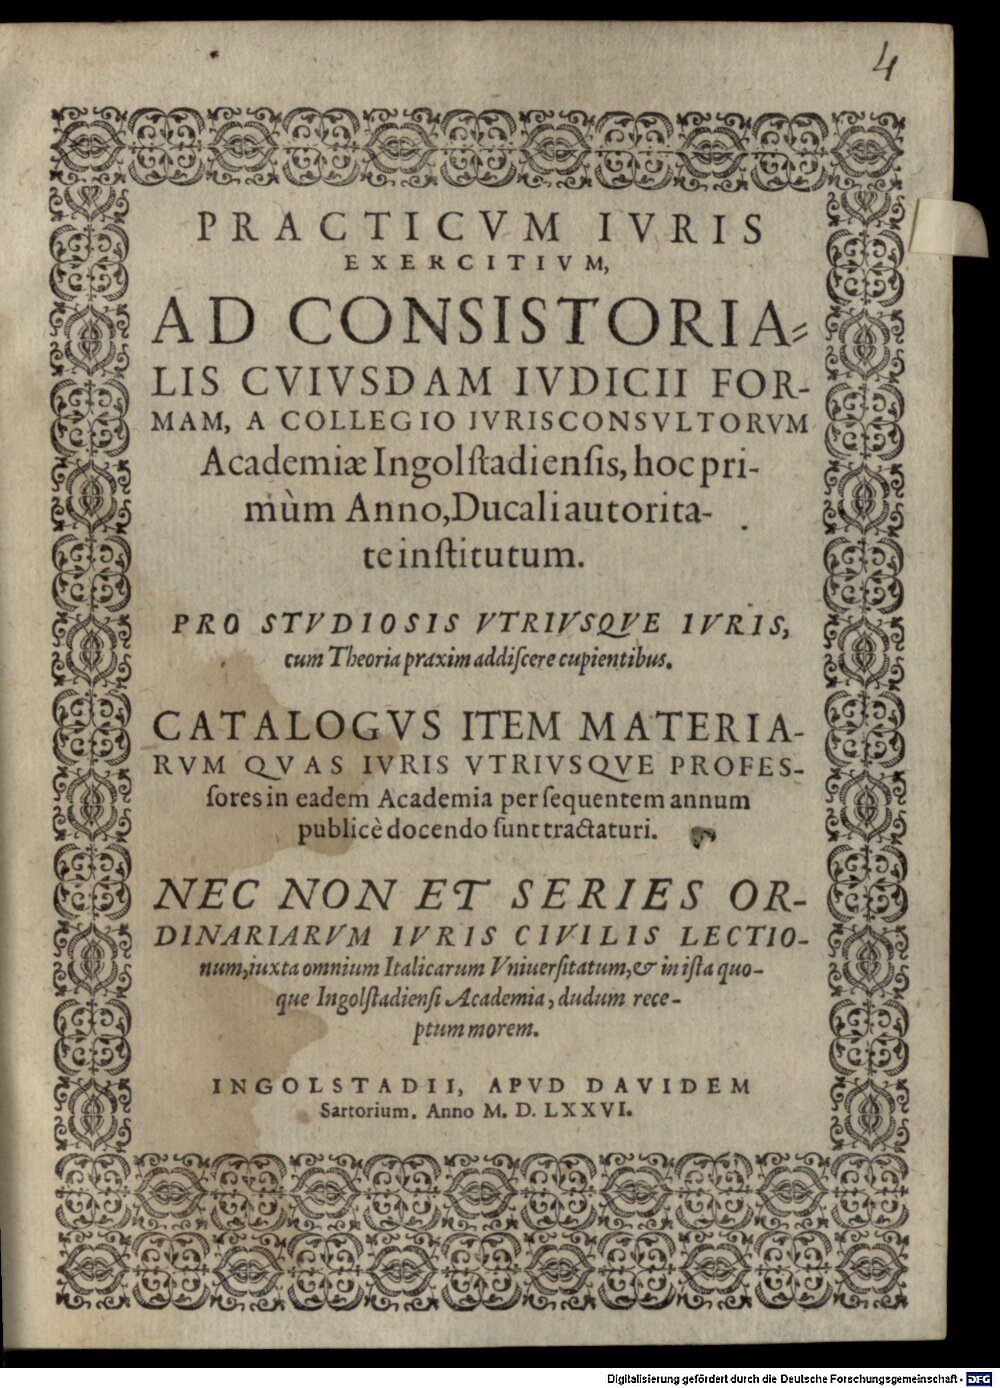 4
PRACTICVM IVRIS
EXERCITIVM,
AD CONSISTORIA⸗
LIS CVIVSDAM IVDICII FOR-
MAM, A COLLEGIO IVRISCONSVLTORVM
Academiæ Ingolſtadienſis, hoc pri-
mùm Anno, Ducali autorita-
te inſtitutum.
PRO STVDIOSIS VTRIVSQVE IVRIS,
cum Theoria praxim addiſcere cupientibus.
CATALOGVS ITEM MATERIA-
RVM QVAS IVRIS VTRIVSQVE PROFES-
ſores in eadem Academia per ſequentem annum
publicè docendo ſunt tractaturi.
NEC NON ET SERIES OR-
DINARIARVM IVRIS CIVILIS LECTIO-
num, iuxta omnium Italicarum Vniuerſitatum, & in iſta quo-
que Ingolſtadienſi Academia, dudum rece-
ptum morem.
INGOLSTADII, APVD DAVIDEM
Sartorium. Anno M. D. LXXVI.
Digitalisierung gefördert durch die Deutsche Forschungsgemeinschaft - DFG